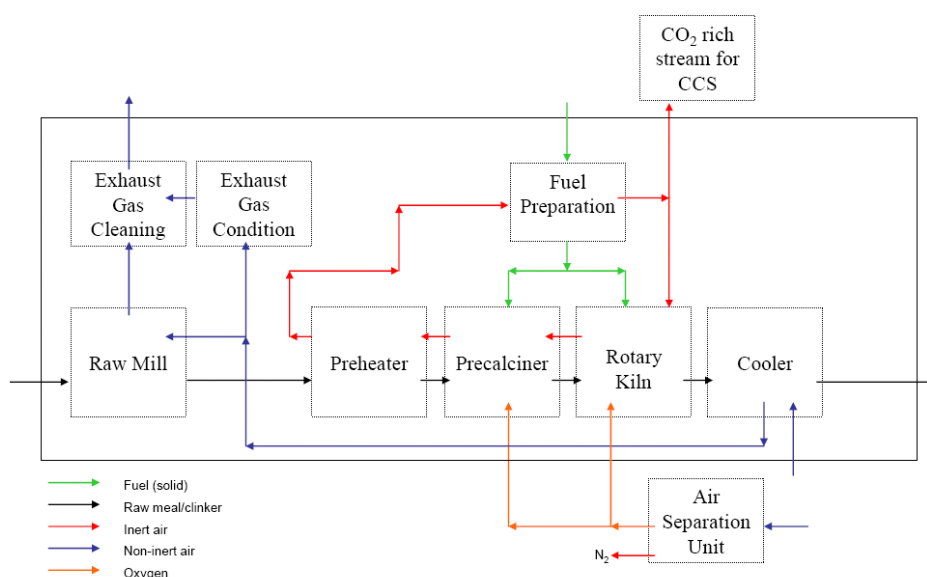 CO₂ rich
stream for
CCS
Exhaust
Gas
Cleaning
Exhaust
Gas
Condition
Fuel
Preparation
Raw Mill
Preheater
Precalciner
Rotary
Kiln
Cooler
Fuel (solid)
Raw meal/clinker
Inert air
Non-inert air
Oxygen
Air
Separation
Unit
N₂